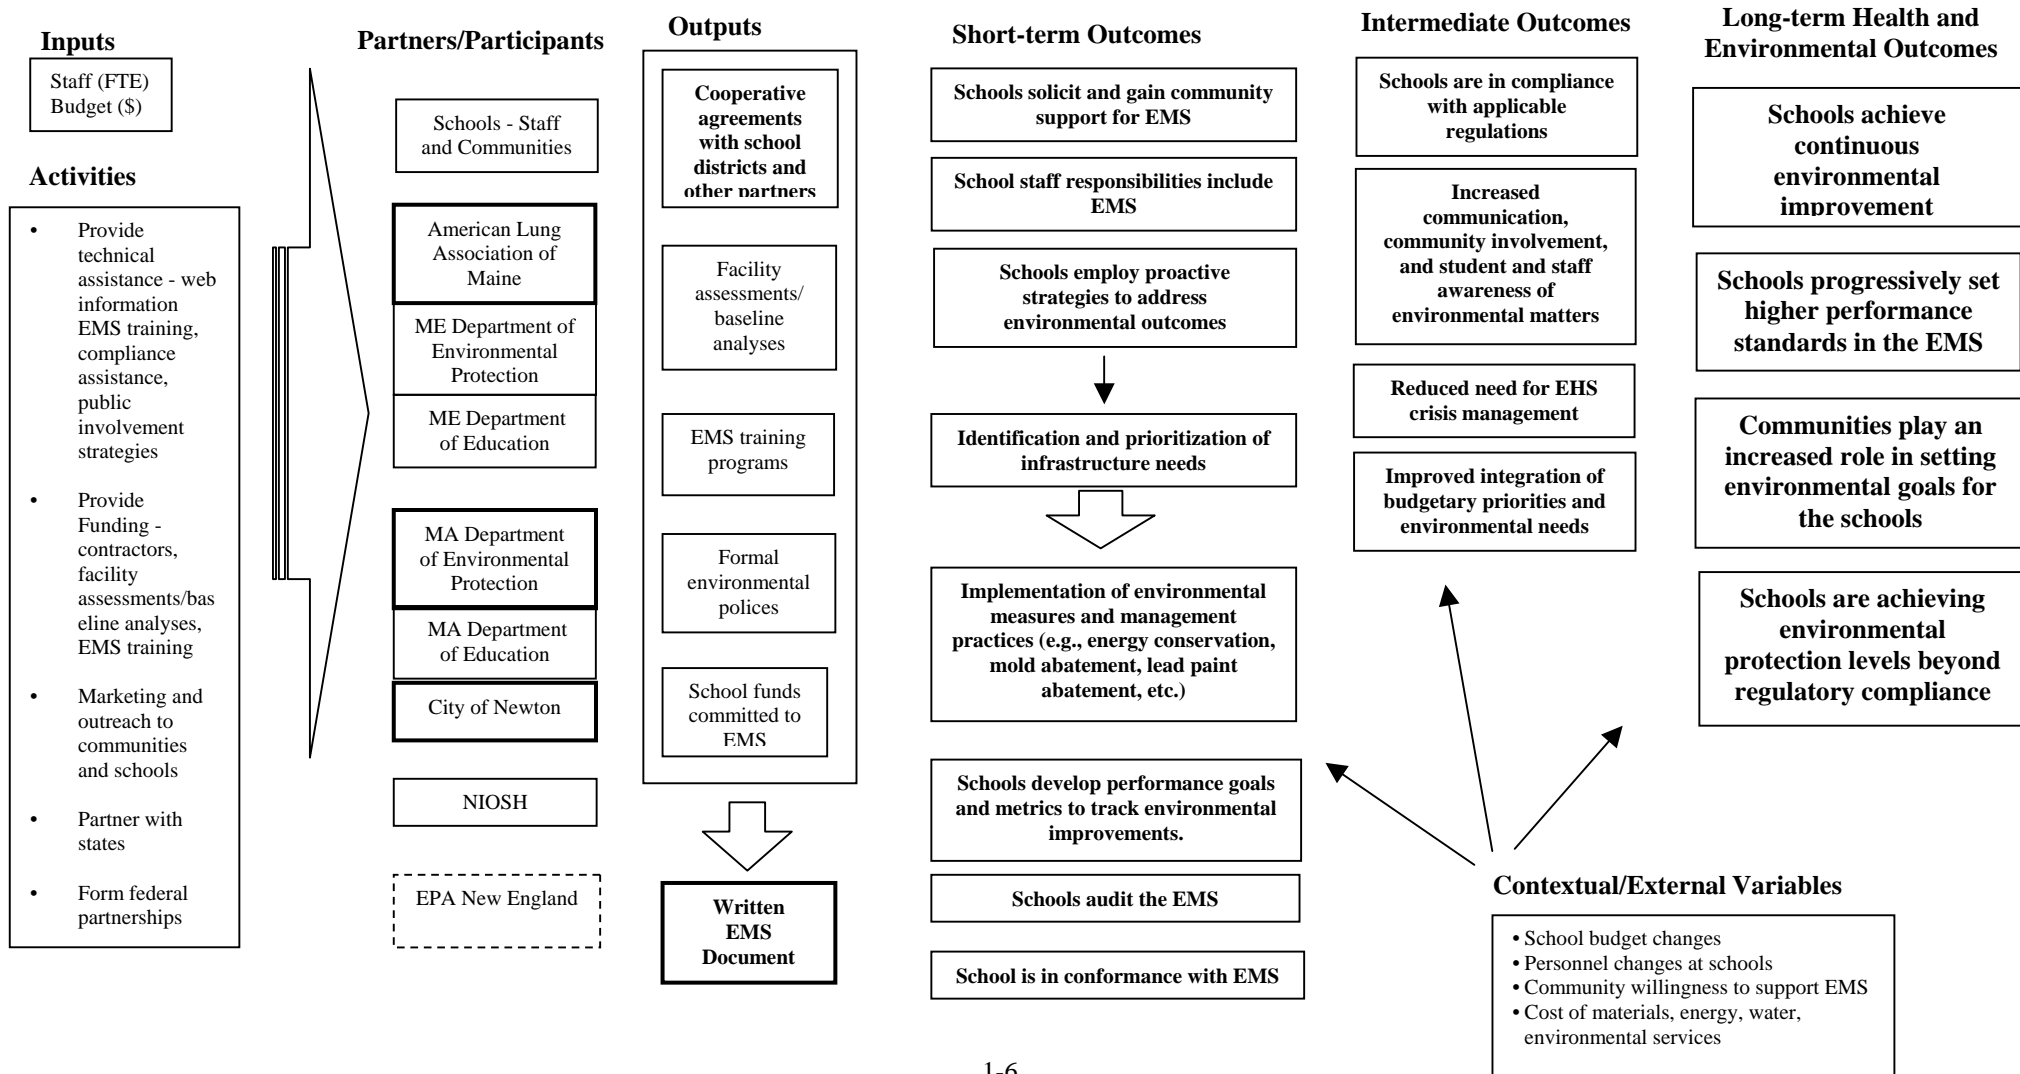 Inputs
Staff (FTE)
Budget ($)
Activities
• Provide
technical
assistance - web
information
EMS training,
compliance
assistance,
public
involvement
strategies
• Provide
Funding -
contractors,
facility
assessments/bas
eline analyses,
EMS training
• Marketing and
outreach to
communities
and schools
• Partner with
states
• Form federal
partnerships
Partners/Participants
Schools - Staff
and Communities
American Lung
Association of
Maine
ME Department of
Environmental
Protection
ME Department
of Education
MA Department
of Environmental
Protection
MA Department
of Education
City of Newton
NIOSH
EPA New England
Outputs
Cooperative
agreements
with school
districts and
other partners
Facility
assessments/
baseline
analyses
EMS training
programs
Formal
environmental
polices
School funds
committed to
EMS
Written
EMS
Document
Short-term Outcomes
Schools solicit and gain community
support for EMS
School staff responsibilities include
EMS
Schools employ proactive
strategies to address
environmental outcomes
Identification and prioritization of
infrastructure needs
Implementation of environmental
measures and management
practices (e.g., energy conservation,
mold abatement, lead paint
abatement, etc.)
Schools develop performance goals
and metrics to track environmental
improvements.
Schools audit the EMS
School is in conformance with EMS
Intermediate Outcomes
Schools are in compliance
with applicable
regulations
Increased
communication,
community involvement,
and student and staff
awareness of
environmental matters
Reduced need for EHS
crisis management
Improved integration of
budgetary priorities and
environmental needs
Long-term Health and
Environmental Outcomes
Schools achieve
continuous
environmental
improvement
Schools progressively set
higher performance
standards in the EMS
Communities play an
increased role in setting
environmental goals for
the schools
Schools are achieving
environmental
protection levels beyond
regulatory compliance
Contextual/External Variables
• School budget changes
• Personnel changes at schools
• Community willingness to support EMS
• Cost of materials, energy, water,
environmental services
1-6